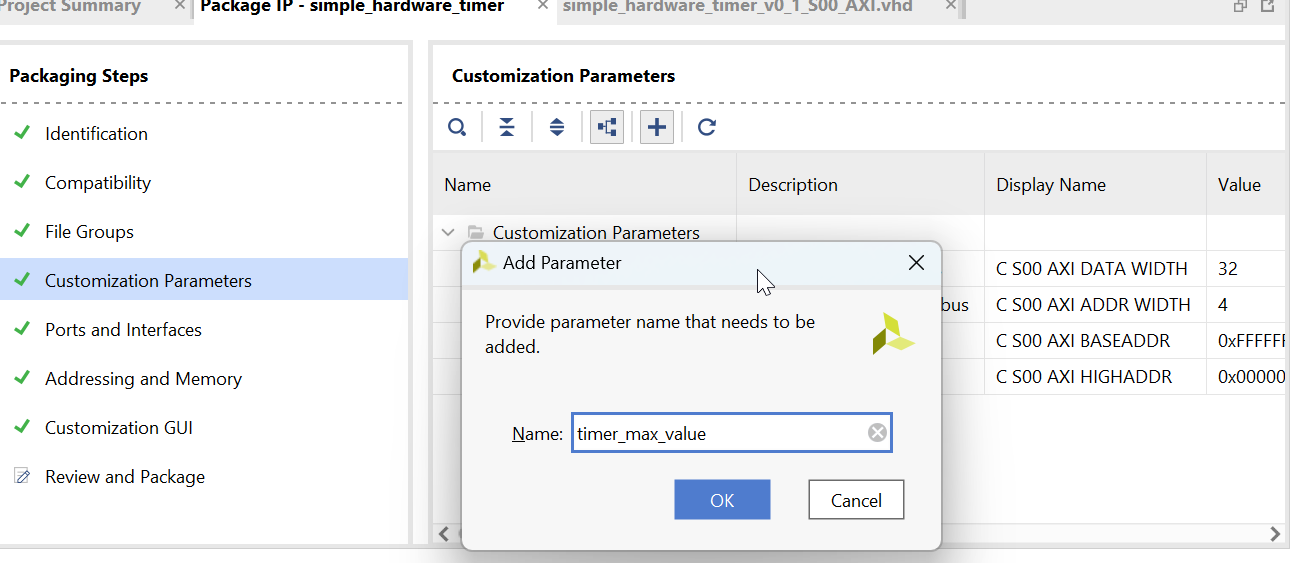 Project Summary
Package IP - simple_hardware_timer
simple_hardware_timer_v0_1_S00_AXI.vhd
Packaging Steps
Identification
Compatibility
File Groups
Customization Parameters
Ports and Interfaces
Addressing and Memory
Customization GUI
Review and Package
Customization Parameters
Name Description Display Name Value
Customization Parameters
C S00 AXI DATA WIDTH 32
bus C S00 AXI ADDR WIDTH 4
C S00 AXI BASEADDR 0xFFFFFF
C S00 AXI HIGHADDR 0x00000
Add Parameter
Provide parameter name that needs to be
added.
Name: timer_max_value
OK Cancel